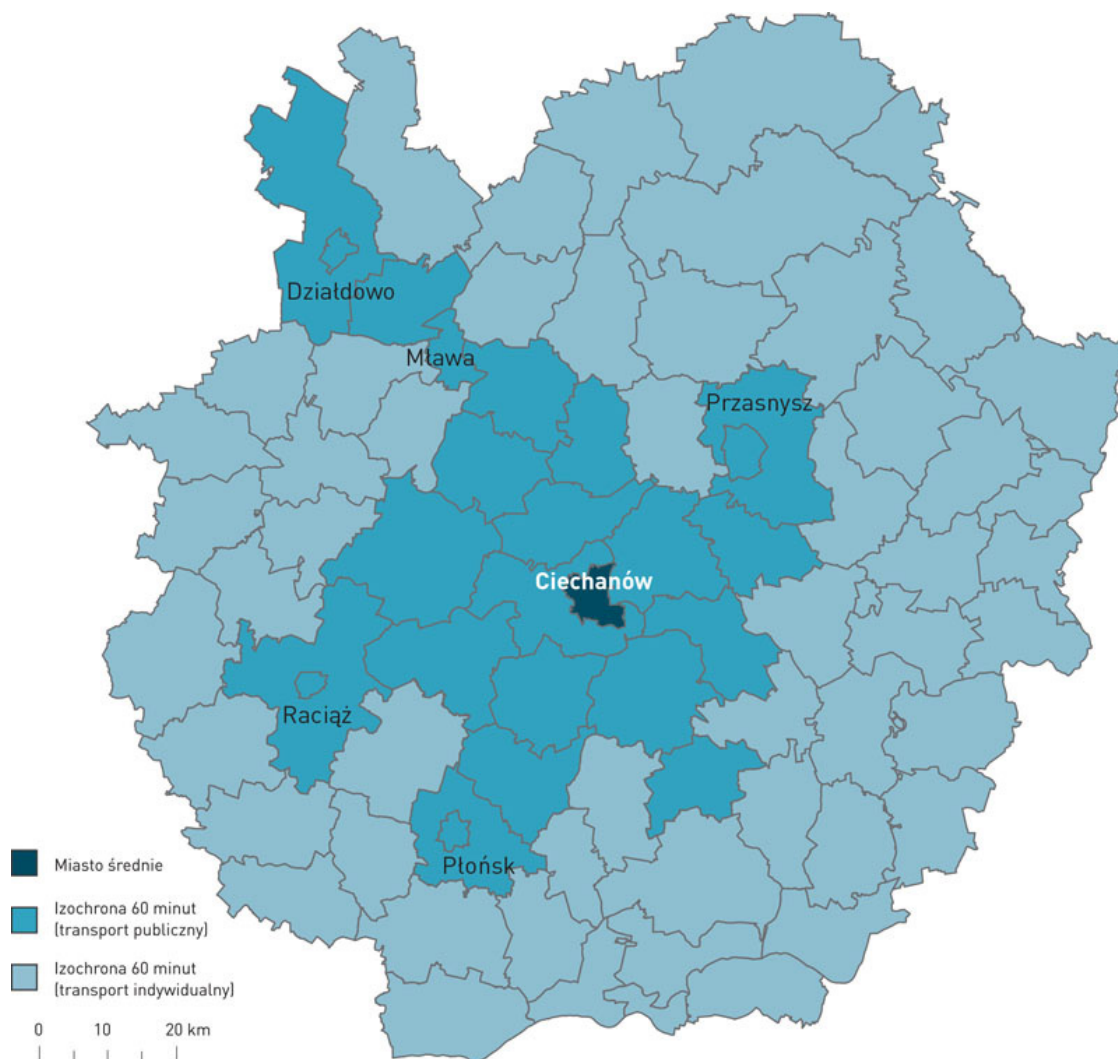 Działdowo
Mława
Przasnysz
Ciechanów
Raciąż
Płońsk
Miasto średnie
Izochrona 60 minut
(transport publiczny)
Izochrona 60 minut
(transport indywidualny)
0 10 20 km